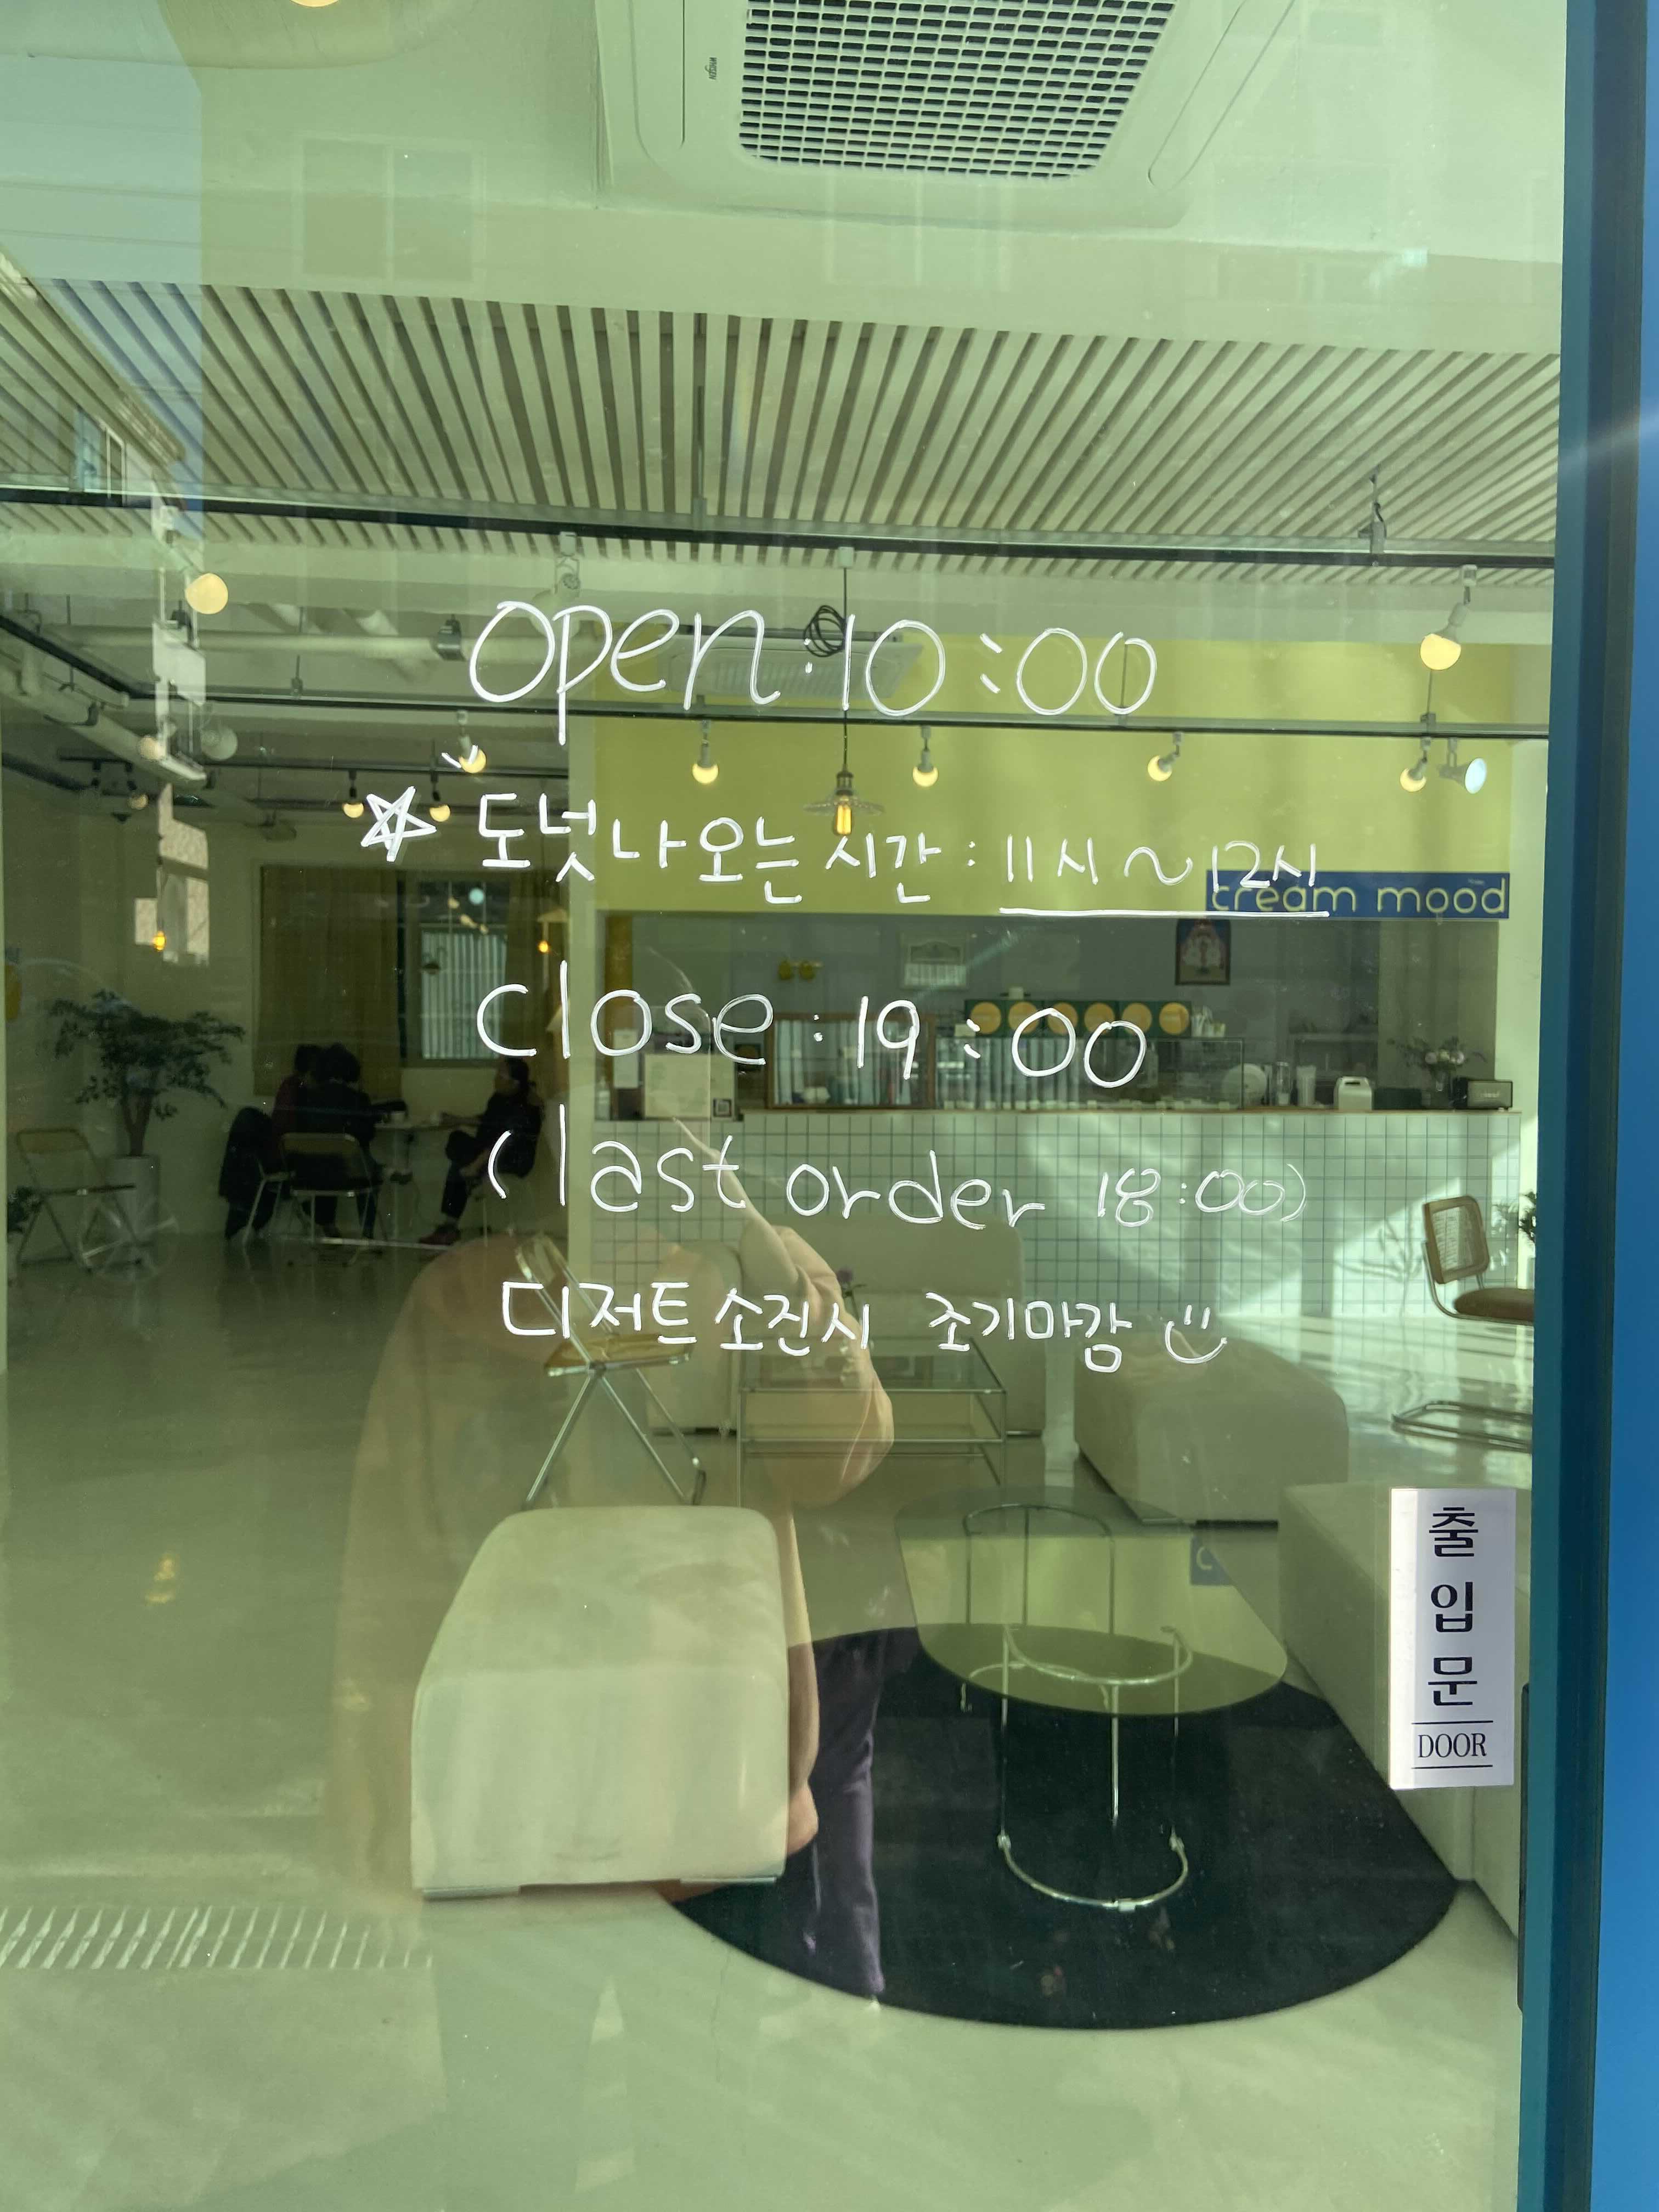 open : 10:00
☆ 도넛 나오는 시간 : 11시 ~ 12시
cream mood
close : 19:00
(last order 18:00)
디저트 소진시 조기마감
출입문
DOOR